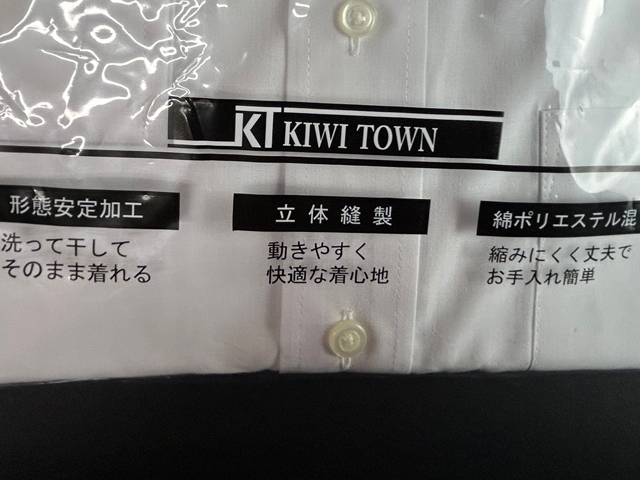 KT KIWI TOWN
形態安定加工
洗って干して
そのまま着れる
立体縫製
動きやすく
快適な着心地
綿ポリエステル混
縮みにくく丈夫で
お手入れ簡単